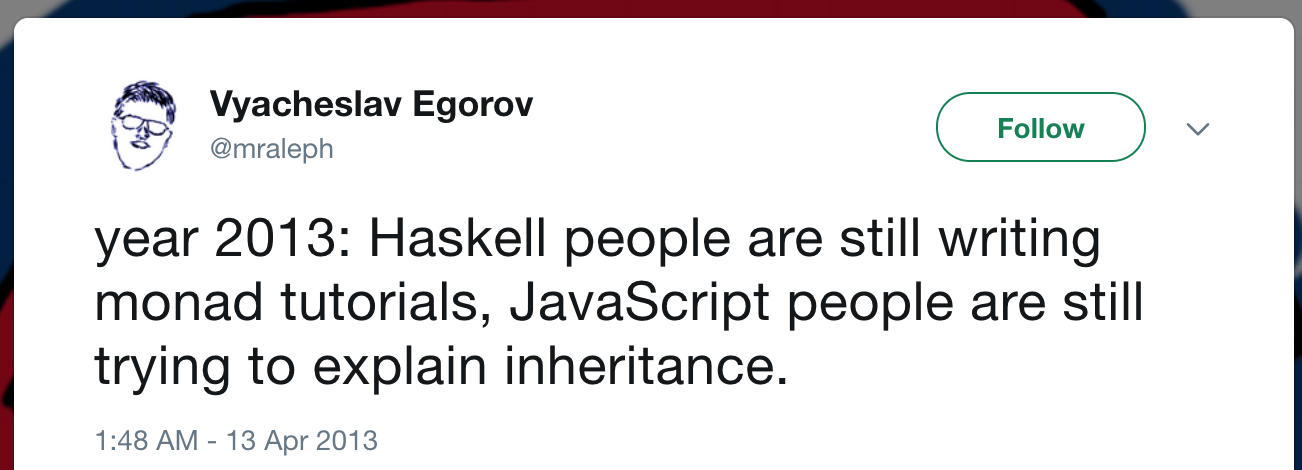 Vyacheslav Egorov
@mraleph
Follow
year 2013: Haskell people are still writing
monad tutorials, JavaScript people are still
trying to explain inheritance.
1:48 AM - 13 Apr 2013